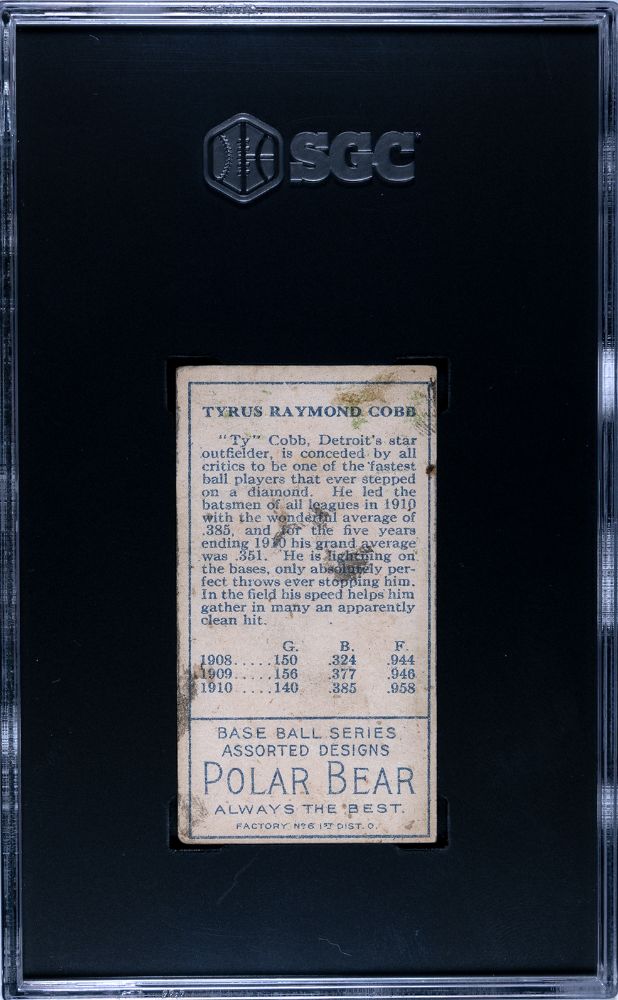 SGC
TYRUS RAYMOND COBB
"Ty" Cobb, Detroit's star
outfielder, is conceded by all
critics to be one of the fastest
ball players that ever stepped
on a diamond. He led the
batsmen of all leagues in 1910
with the wonderful average of
.385, and for the five years
ending 1910 his grand average
was .351. He is lightning on
the bases, only absolutely per-
fect throws ever stopping him.
In the field his speed helps him
gather in many an apparently
clean hit.
G. B. F.
1908.....150 .324 .944
1909.....156 .377 .946
1910.....140 .385 .958
BASE BALL SERIES
ASSORTED DESIGNS
POLAR BEAR
ALWAYS THE BEST.
FACTORY Nº 6 1ST DIST. O.